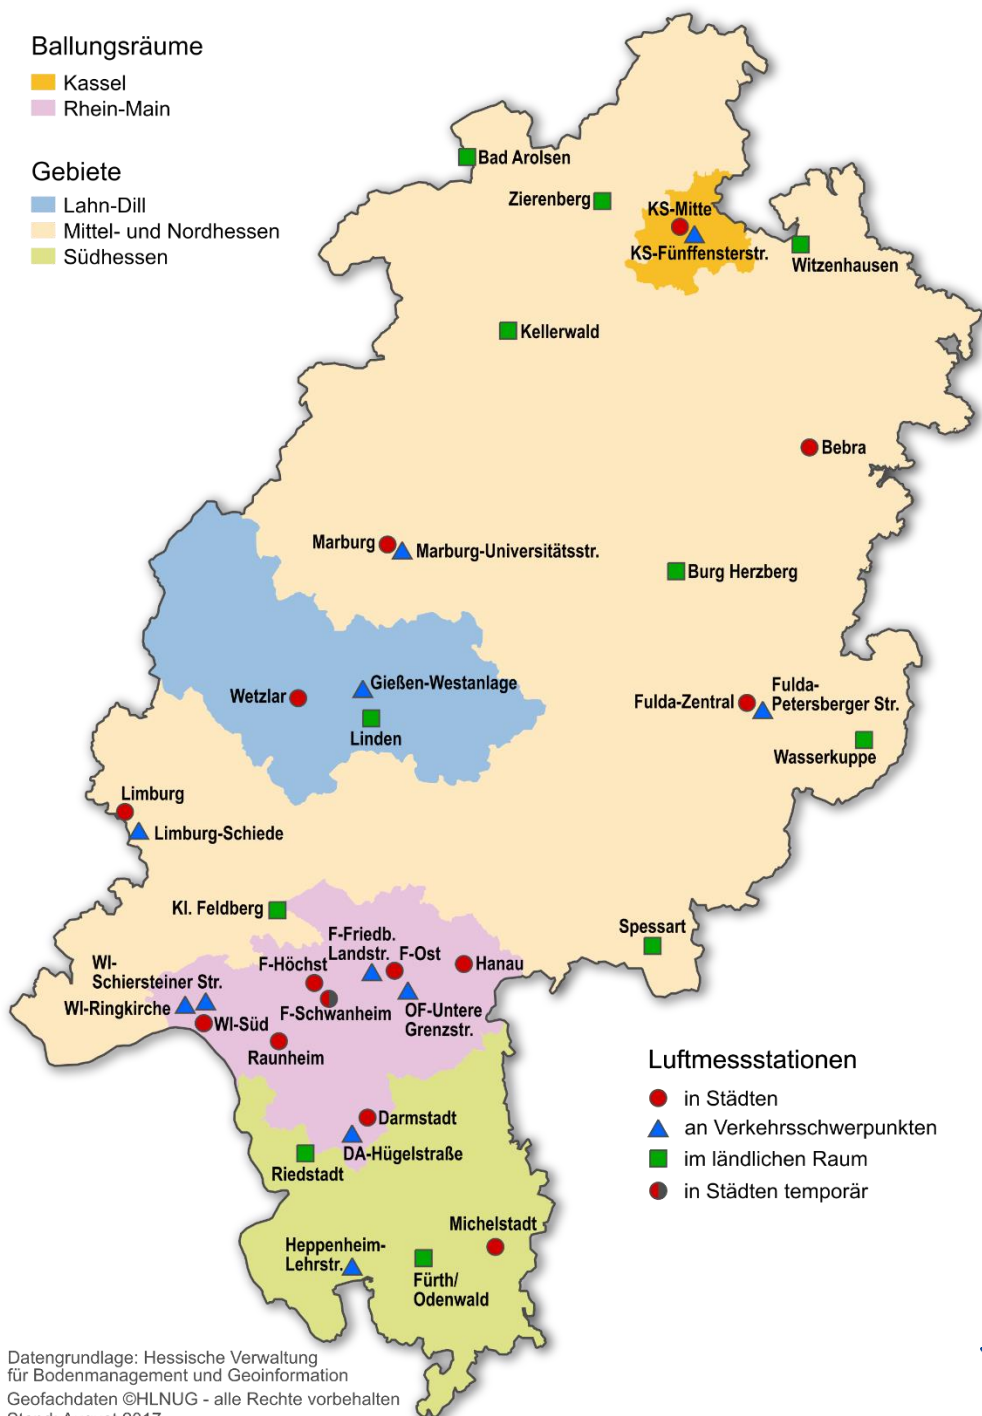 Ballungsräume
Kassel
Rhein-Main
Gebiete
Lahn-Dill
Mittel- und Nordhessen
Südhessen
Bad Arolsen
Zierenberg
KS-Mitte
KS-Fünffensterstr.
Witzenhausen
Kellerwald
Bebra
Marburg
Marburg-Universitätsstr.
Burg Herzberg
Wetzlar
Gießen-Westanlage
Linden
Fulda-Zentral
Fulda-
Petersberger Str.
Wasserkuppe
Limburg
Limburg-Schiede
Kl. Feldberg
Spessart
F-Friedb.
Landstr.
F-Ost
Hanau
F-Höchst
WI-
Schiersteiner Str.
WI-Ringkirche
F-Schwanheim
OF-Untere
Grenzstr.
WI-Süd
Raunheim
Darmstadt
DA-Hügelstraße
Riedstadt
Michelstadt
Heppenheim-
Lehrstr.
Fürth/
Odenwald
Luftmessstationen
in Städten
an Verkehrsschwerpunkten
im ländlichen Raum
in Städten temporär
Datengrundlage: Hessische Verwaltung
für Bodenmanagement und Geoinformation
Geofachdaten ©HLNUG - alle Rechte vorbehalten
Stand: August 2017